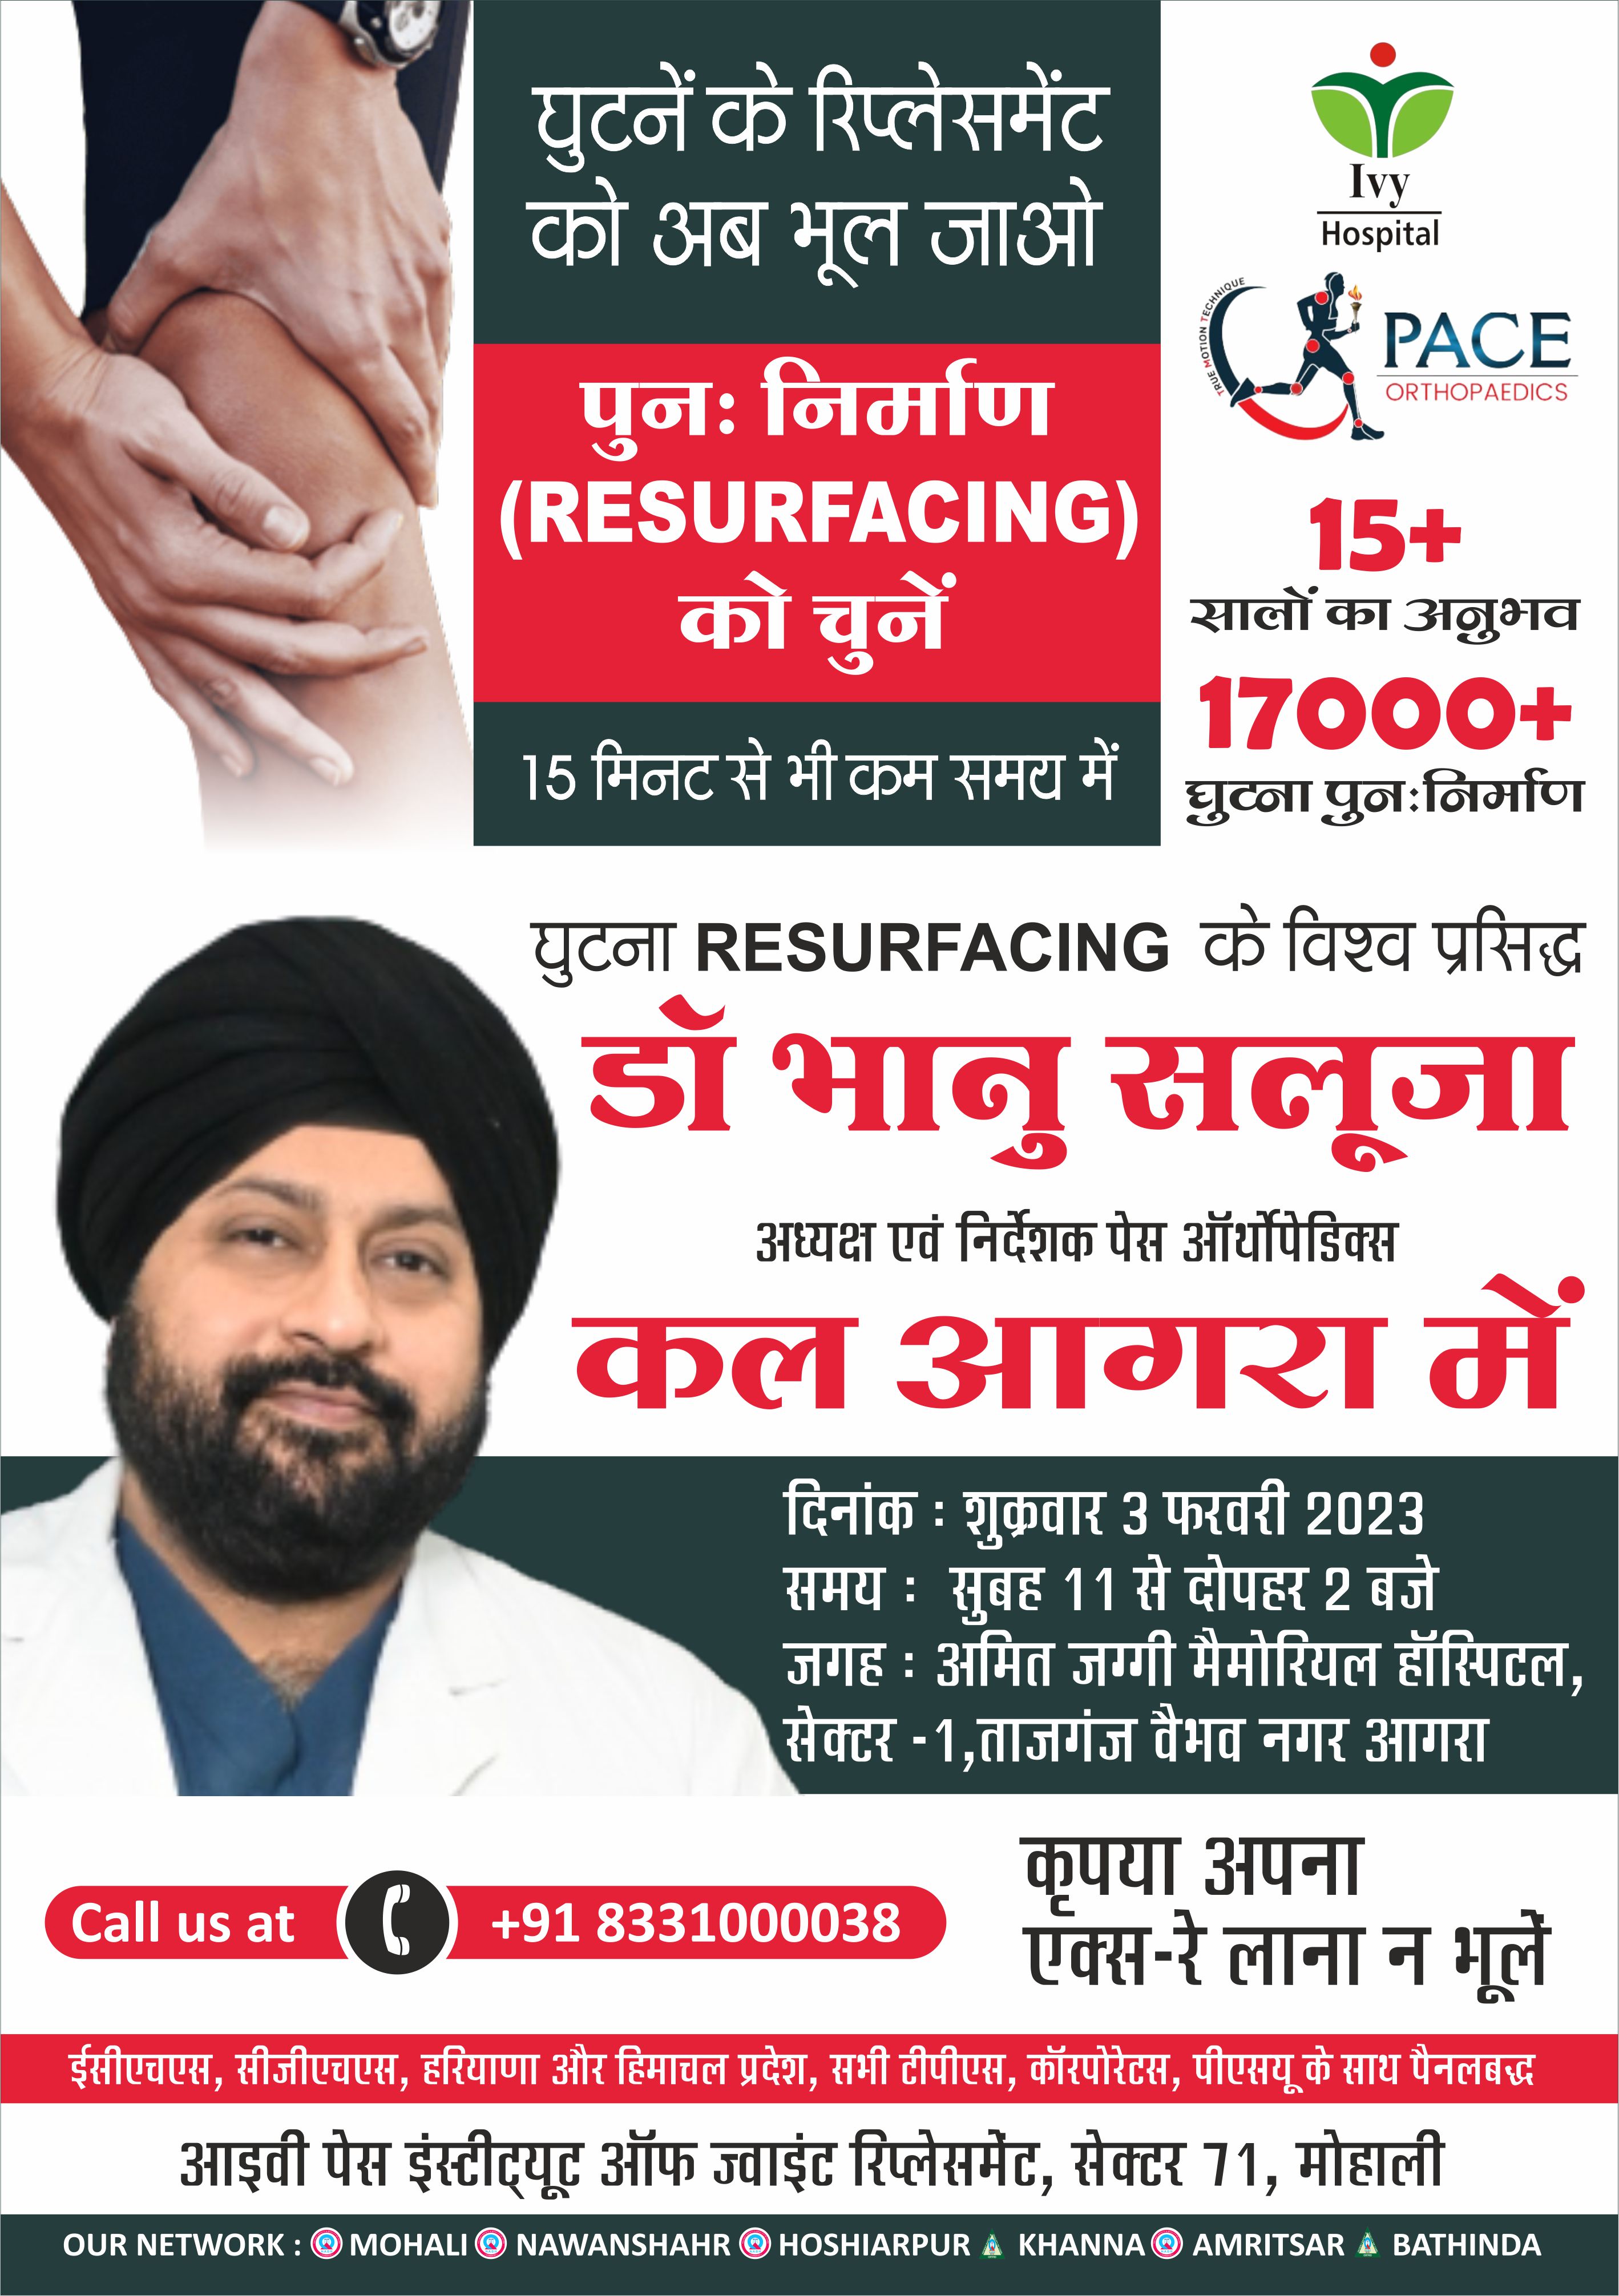 घुटनें के रिप्लेसमेंट
को अब भूल जाओ
पुन: निर्माण
(RESURFACING)
को चुनें
15 मिनट से भी कम समय में
Ivy
Hospital
TRUE MOTION TECHNIQUE
PACE
ORTHOPAEDICS
15+
सालों का अनुभव
17000+
घुटना पुन:निर्माण
घुटना RESURFACING के विश्व प्रसिद्ध
डॉ भानु सलूजा
अध्यक्ष एवं निर्देशक पेस ऑर्थोपेडिक्स
कल आगरा में
दिनांक : शुक्रवार 3 फरवरी 2023
समय : सुबह 11 से दोपहर 2 बजे
जगह : अमित जग्गी मैमोरियल हॉस्पिटल,
सेक्टर -1,ताजगंज वैभव नगर आगरा
Call us at +91 8331000038
कृपया अपना
एक्स-रे लाना न भूलें
ईसीएचएस, सीजीएचएस, हरियाणा और हिमाचल प्रदेश, सभी टीपीएस, कॉरपोरेटस, पीएसयू के साथ पैनलबद्ध
आइवी पेस इंस्टीट्यूट ऑफ ज्वाइंट रिप्लेसमेंट, सेक्टर 71, मोहाली
OUR NETWORK : MOHALI NAWANSHAHR HOSHIARPUR KHANNA AMRITSAR BATHINDA